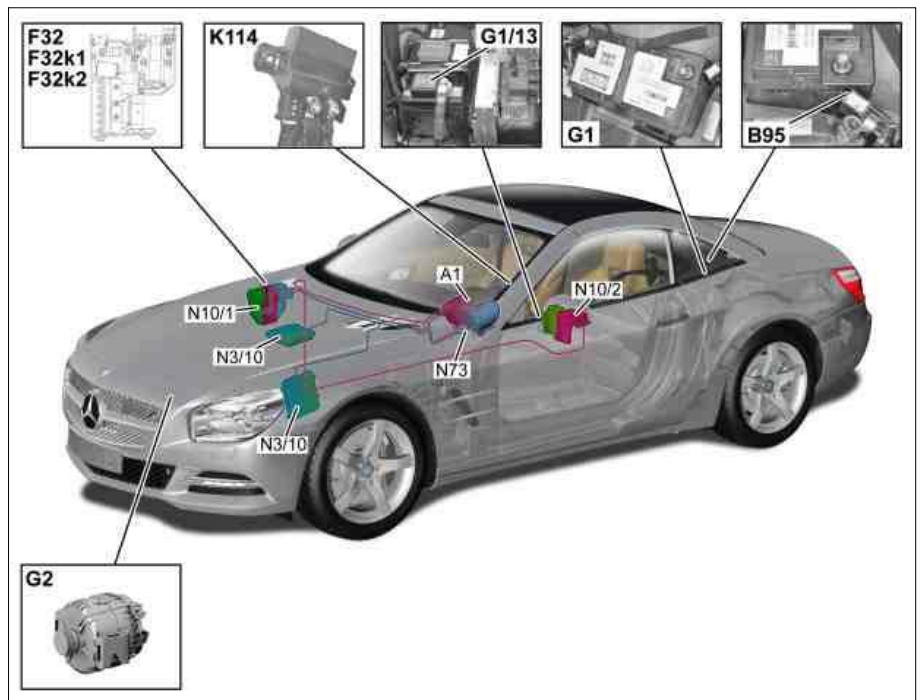 F32
F32k1
F32k2
K114
G1/13
G1
B95
A1
N10/1
N10/2
N3/10
N73
N3/10
G2